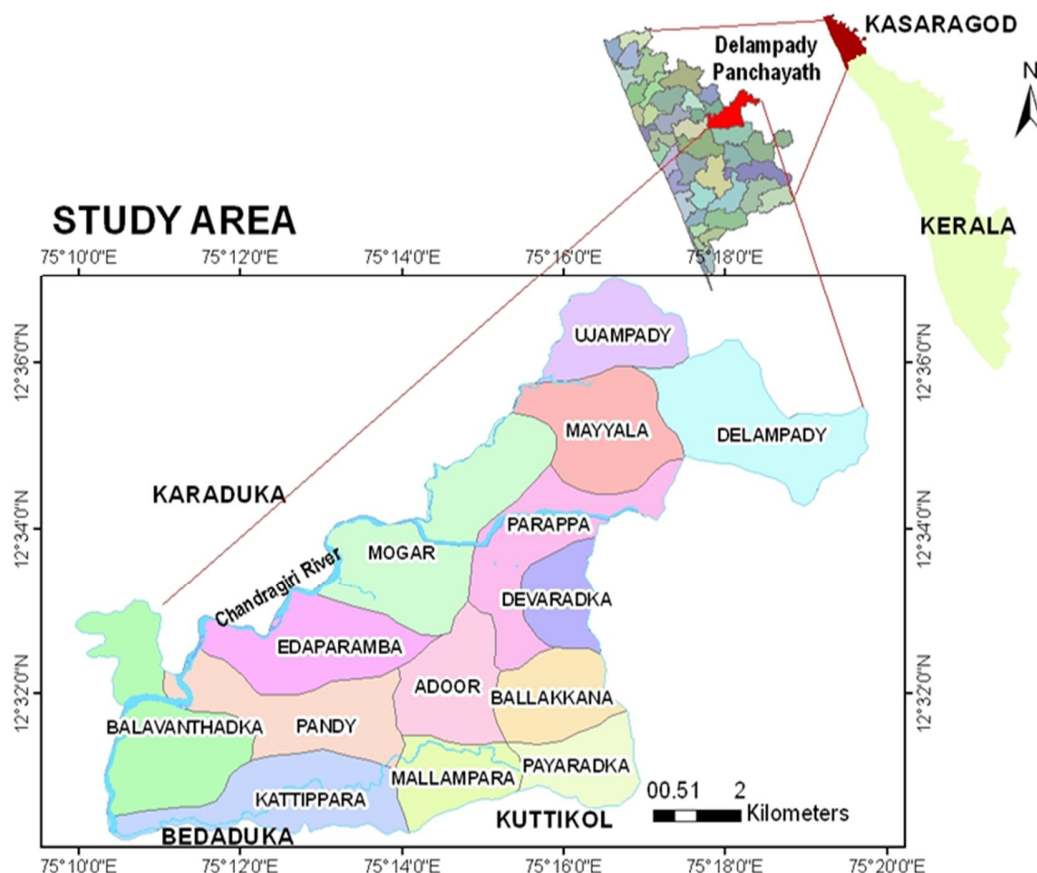 KASARAGOD
Delampady
Panchayath
N
KERALA
STUDY AREA
75°10'0"E 75°12'0"E 75°14'0"E 75°16'0"E 75°18'0"E 75°20'0"E
UJAMPADY
12°36'0"N 12°36'0"N
MAYYALA
DELAMPADY
KARADUKA
12°34'0"N 12°34'0"N
PARAPPA
MOGAR
Chandragiri River
DEVARADKA
EDAPARAMBA
12°32'0"N 12°32'0"N
ADOOR
BALLAKKANA
BALAVANTHADKA
PANDY
PAYARADKA
MALLAMPARA
KATTIPPARA
00.51 2
Kilometers
KUTTIKOL
BEDADUKA
75°10'0"E 75°12'0"E 75°14'0"E 75°16'0"E 75°18'0"E 75°20'0"E